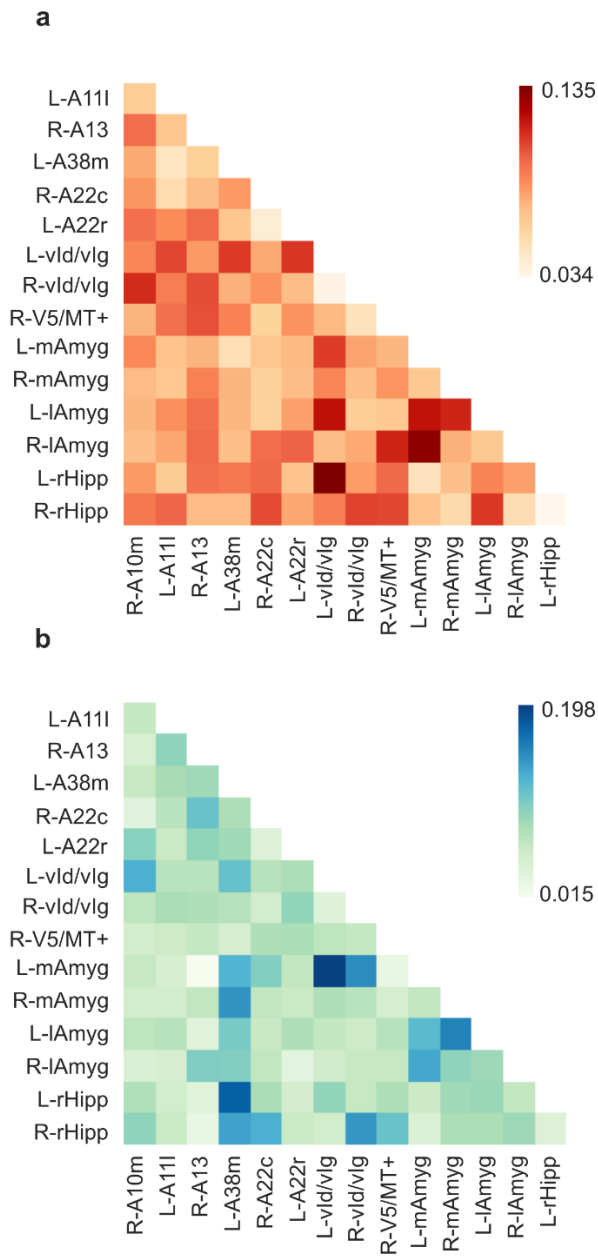 a
L-A11l
R-A13
L-A38m
R-A22c
L-A22r
L-vId/vIg
R-vId/vIg
R-V5/MT+
L-mAmyg
R-mAmyg
L-lAmyg
R-lAmyg
L-rHipp
R-rHipp
0.135
0.034
R-A10m
L-A11l
R-A13
L-A38m
R-A22c
L-A22r
L-vId/vIg
R-vId/vIg
R-V5/MT+
L-mAmyg
R-mAmyg
L-lAmyg
R-lAmyg
L-rHipp
b
L-A11l
R-A13
L-A38m
R-A22c
L-A22r
L-vId/vIg
R-vId/vIg
R-V5/MT+
L-mAmyg
R-mAmyg
L-lAmyg
R-lAmyg
L-rHipp
R-rHipp
0.198
0.015
R-A10m
L-A11l
R-A13
L-A38m
R-A22c
L-A22r
L-vId/vIg
R-vId/vIg
R-V5/MT+
L-mAmyg
R-mAmyg
L-lAmyg
R-lAmyg
L-rHipp